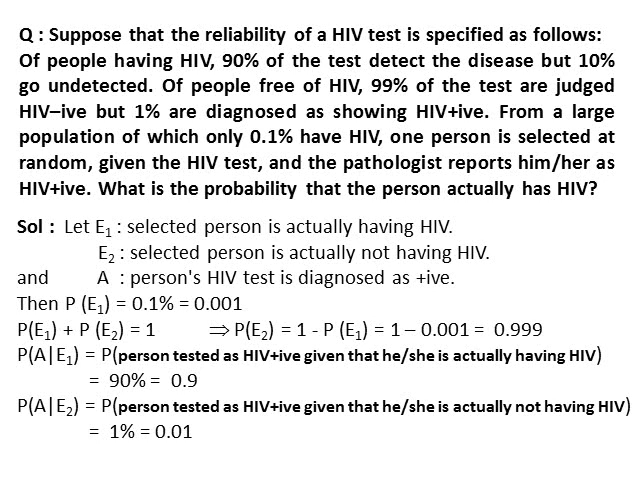 Q : Suppose that the reliability of a HIV test is specified as follows:
Of people having HIV, 90% of the test detect the disease but 10%
go undetected. Of people free of HIV, 99% of the test are judged
HIV–ive but 1% are diagnosed as showing HIV+ive. From a large
population of which only 0.1% have HIV, one person is selected at
random, given the HIV test, and the pathologist reports him/her as
HIV+ive. What is the probability that the person actually has HIV?
Sol : Let E₁ : selected person is actually having HIV.
E₂ : selected person is actually not having HIV.
and A : person's HIV test is diagnosed as +ive.
Then P (E₁) = 0.1% = 0.001
P(E₁) + P (E₂) = 1 ⇒ P(E₂) = 1 - P (E₁) = 1 – 0.001 = 0.999
P(A|E₁) = P(person tested as HIV+ive given that he/she is actually having HIV)
= 90% = 0.9
P(A|E₂) = P(person tested as HIV+ive given that he/she is actually not having HIV)
= 1% = 0.01